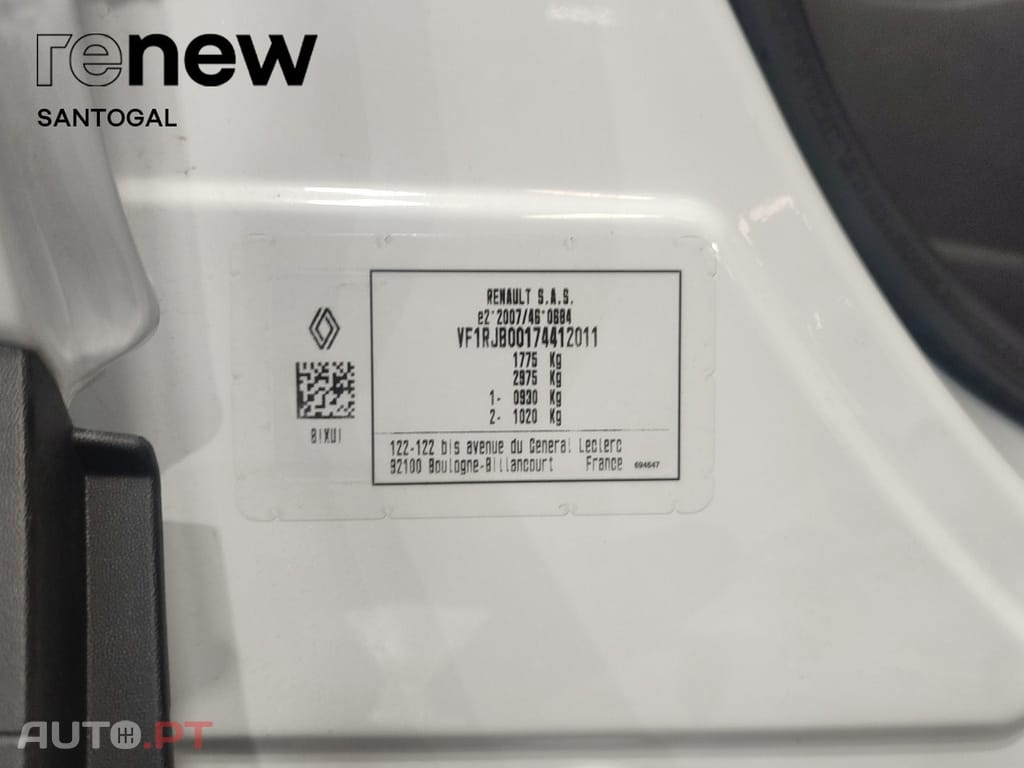 renew
SANTOGAL
RENAULT S.A.S.
e2*2007/46*0684
VF1RJB00174412011
1775 Kg
2975 Kg
1- 0930 Kg
2- 1020 Kg
122-122 bis avenue du General Leclerc
92100 Boulogne-Billancourt France 694647
AUTO.PT